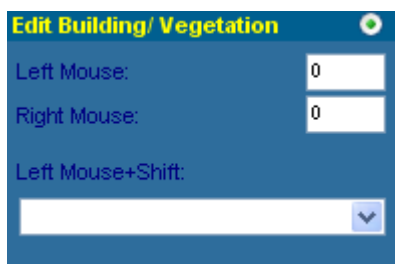 Edit Building/ Vegetation
Left Mouse: 0
Right Mouse: 0
Left Mouse+Shift: